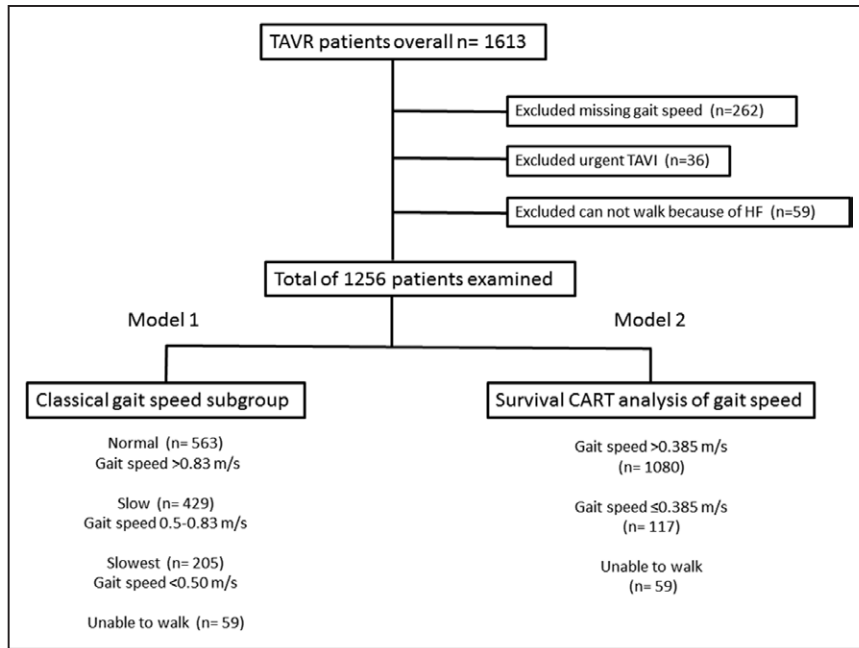 TAVR patients overall n= 1613
Excluded missing gait speed (n=262)
Excluded urgent TAVI (n=36)
Excluded can not walk because of HF (n=59)
Total of 1256 patients examined
Model 1
Model 2
Classical gait speed subgroup
Normal (n= 563)
Gait speed >0.83 m/s
Slow (n= 429)
Gait speed 0.5-0.83 m/s
Slowest (n= 205)
Gait speed <0.50 m/s
Unable to walk (n= 59)
Survival CART analysis of gait speed
Gait speed >0.385 m/s
(n= 1080)
Gait speed ≤0.385 m/s
(n= 117)
Unable to walk
(n= 59)